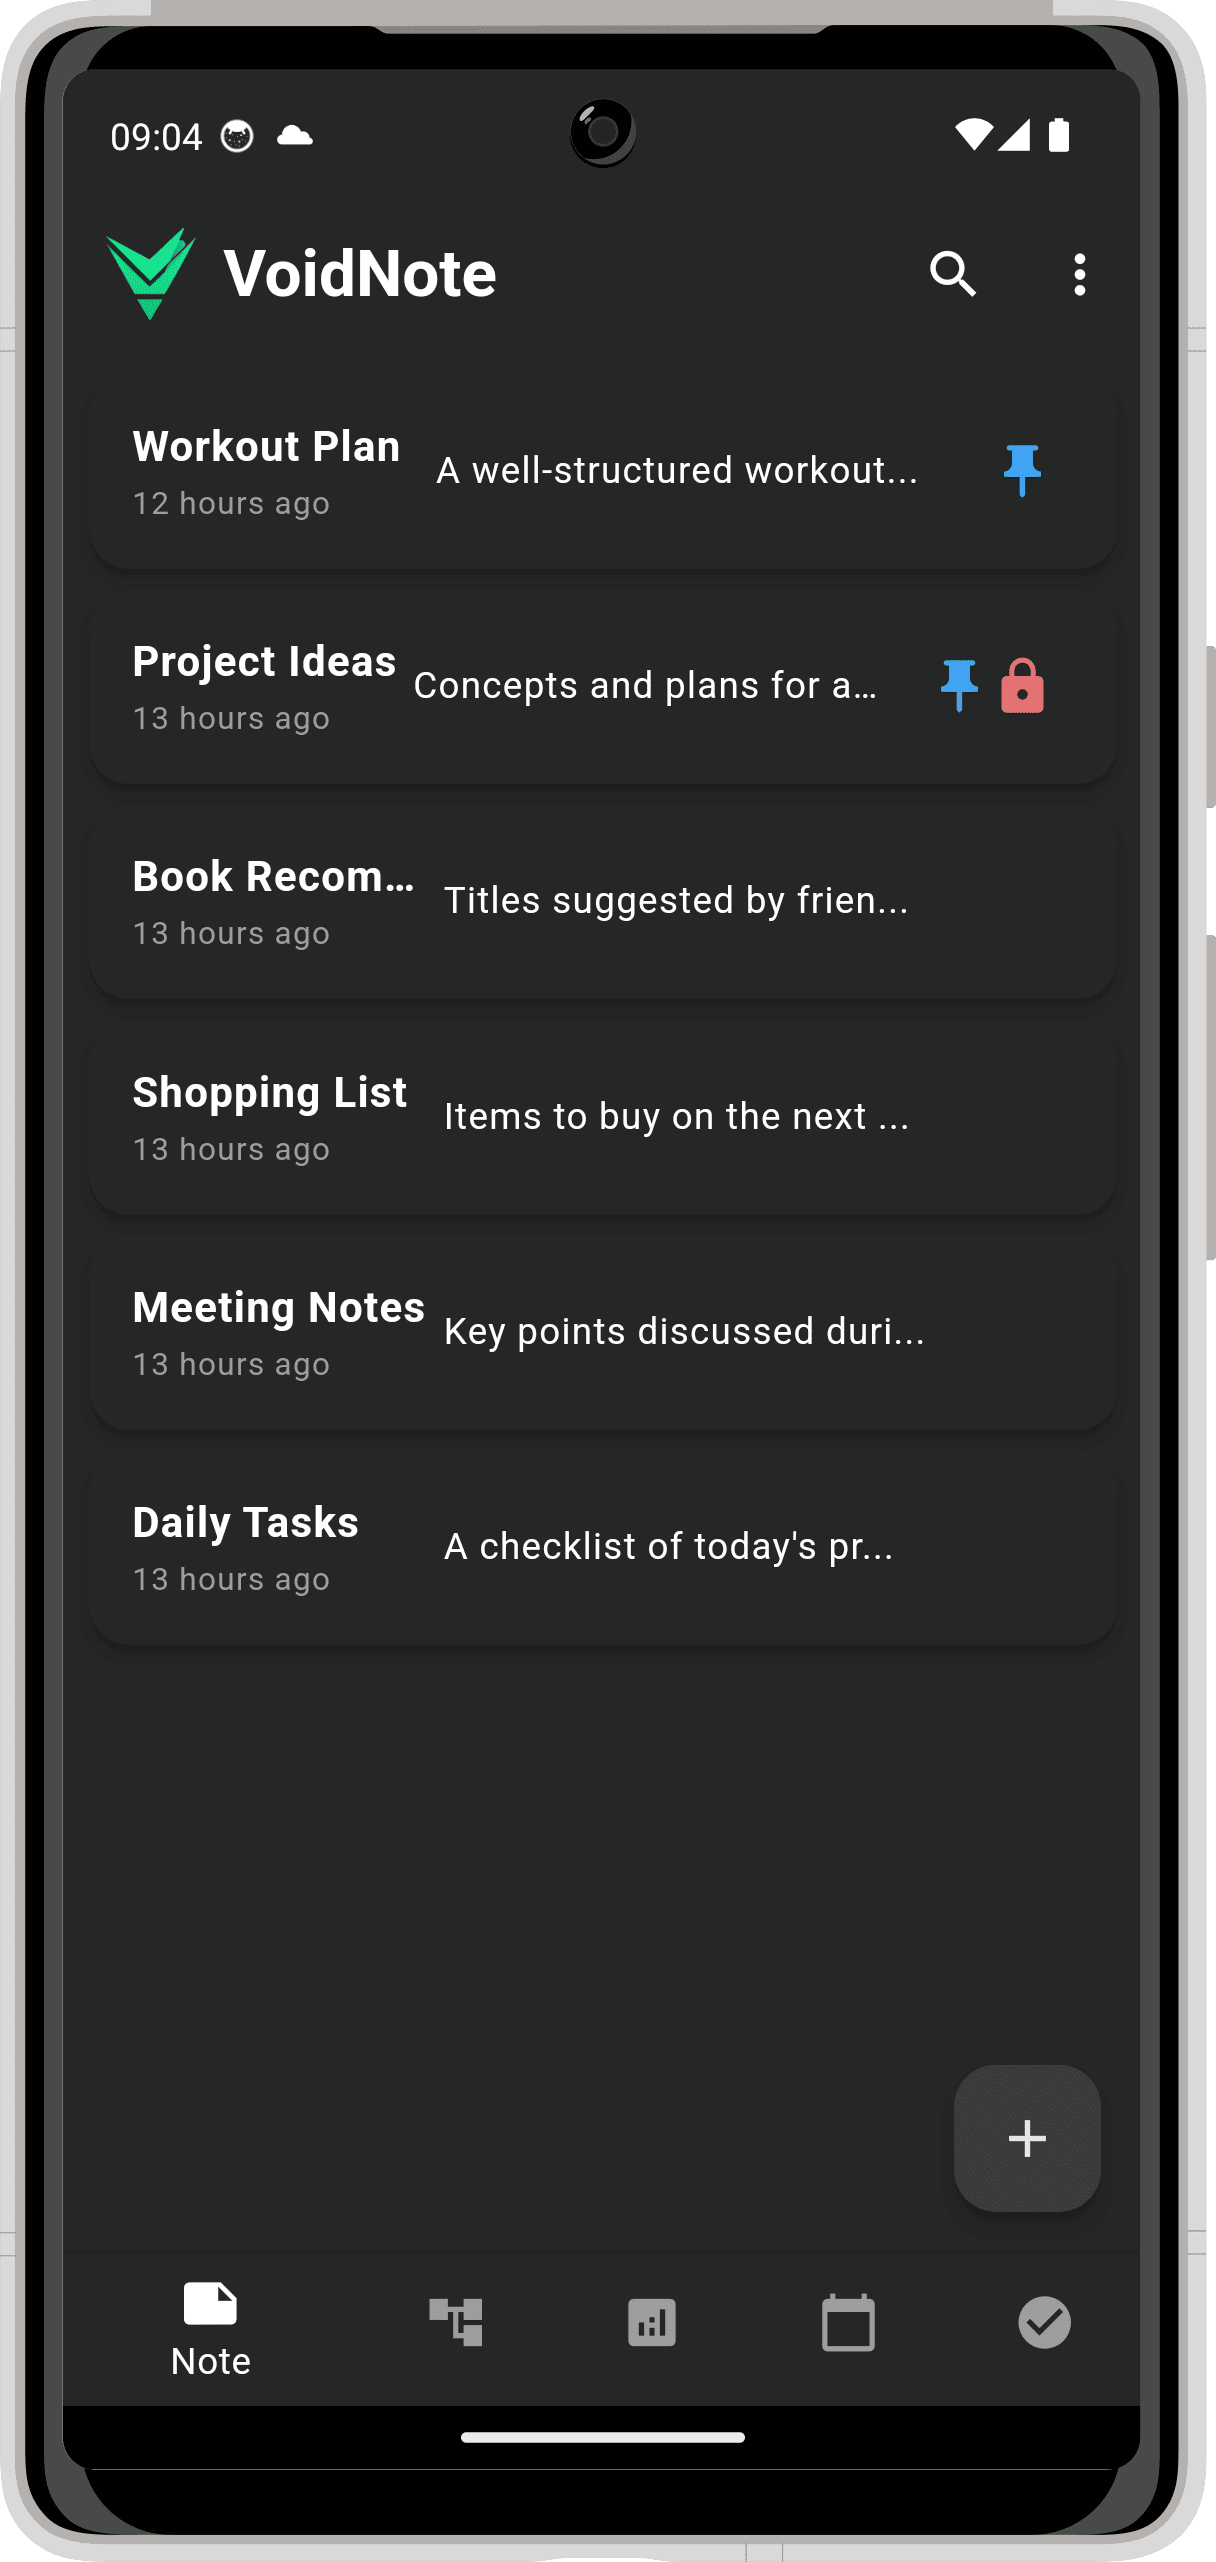 09:04
VoidNote
Workout Plan
12 hours ago
A well-structured workout...
Project Ideas
13 hours ago
Concepts and plans for a...
Book Recom...
13 hours ago
Titles suggested by frien...
Shopping List
13 hours ago
Items to buy on the next ...
Meeting Notes
13 hours ago
Key points discussed duri...
Daily Tasks
13 hours ago
A checklist of today's pr...
Note